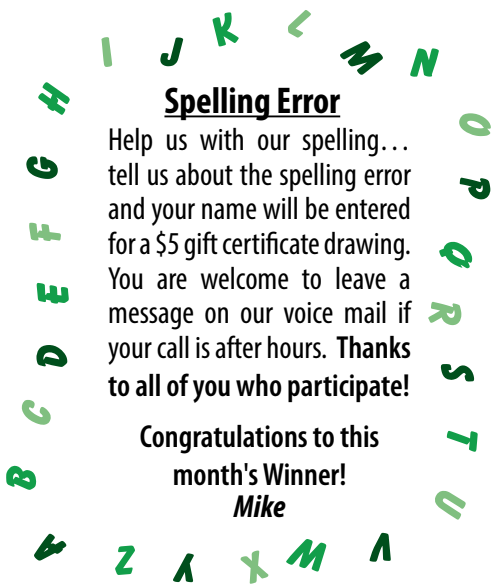 Spelling Error
Help us with our spelling…
tell us about the spelling error
and your name will be entered
for a $5 gift certificate drawing.
You are welcome to leave a
message on our voice mail if
your call is after hours. Thanks
to all of you who participate!
Congratulations to this
month's Winner!
Mike
A
B
C
D
E
F
G
H
I
J
K
L
M
N
O
P
Q
R
S
T
U
V
W
X
Y
Z